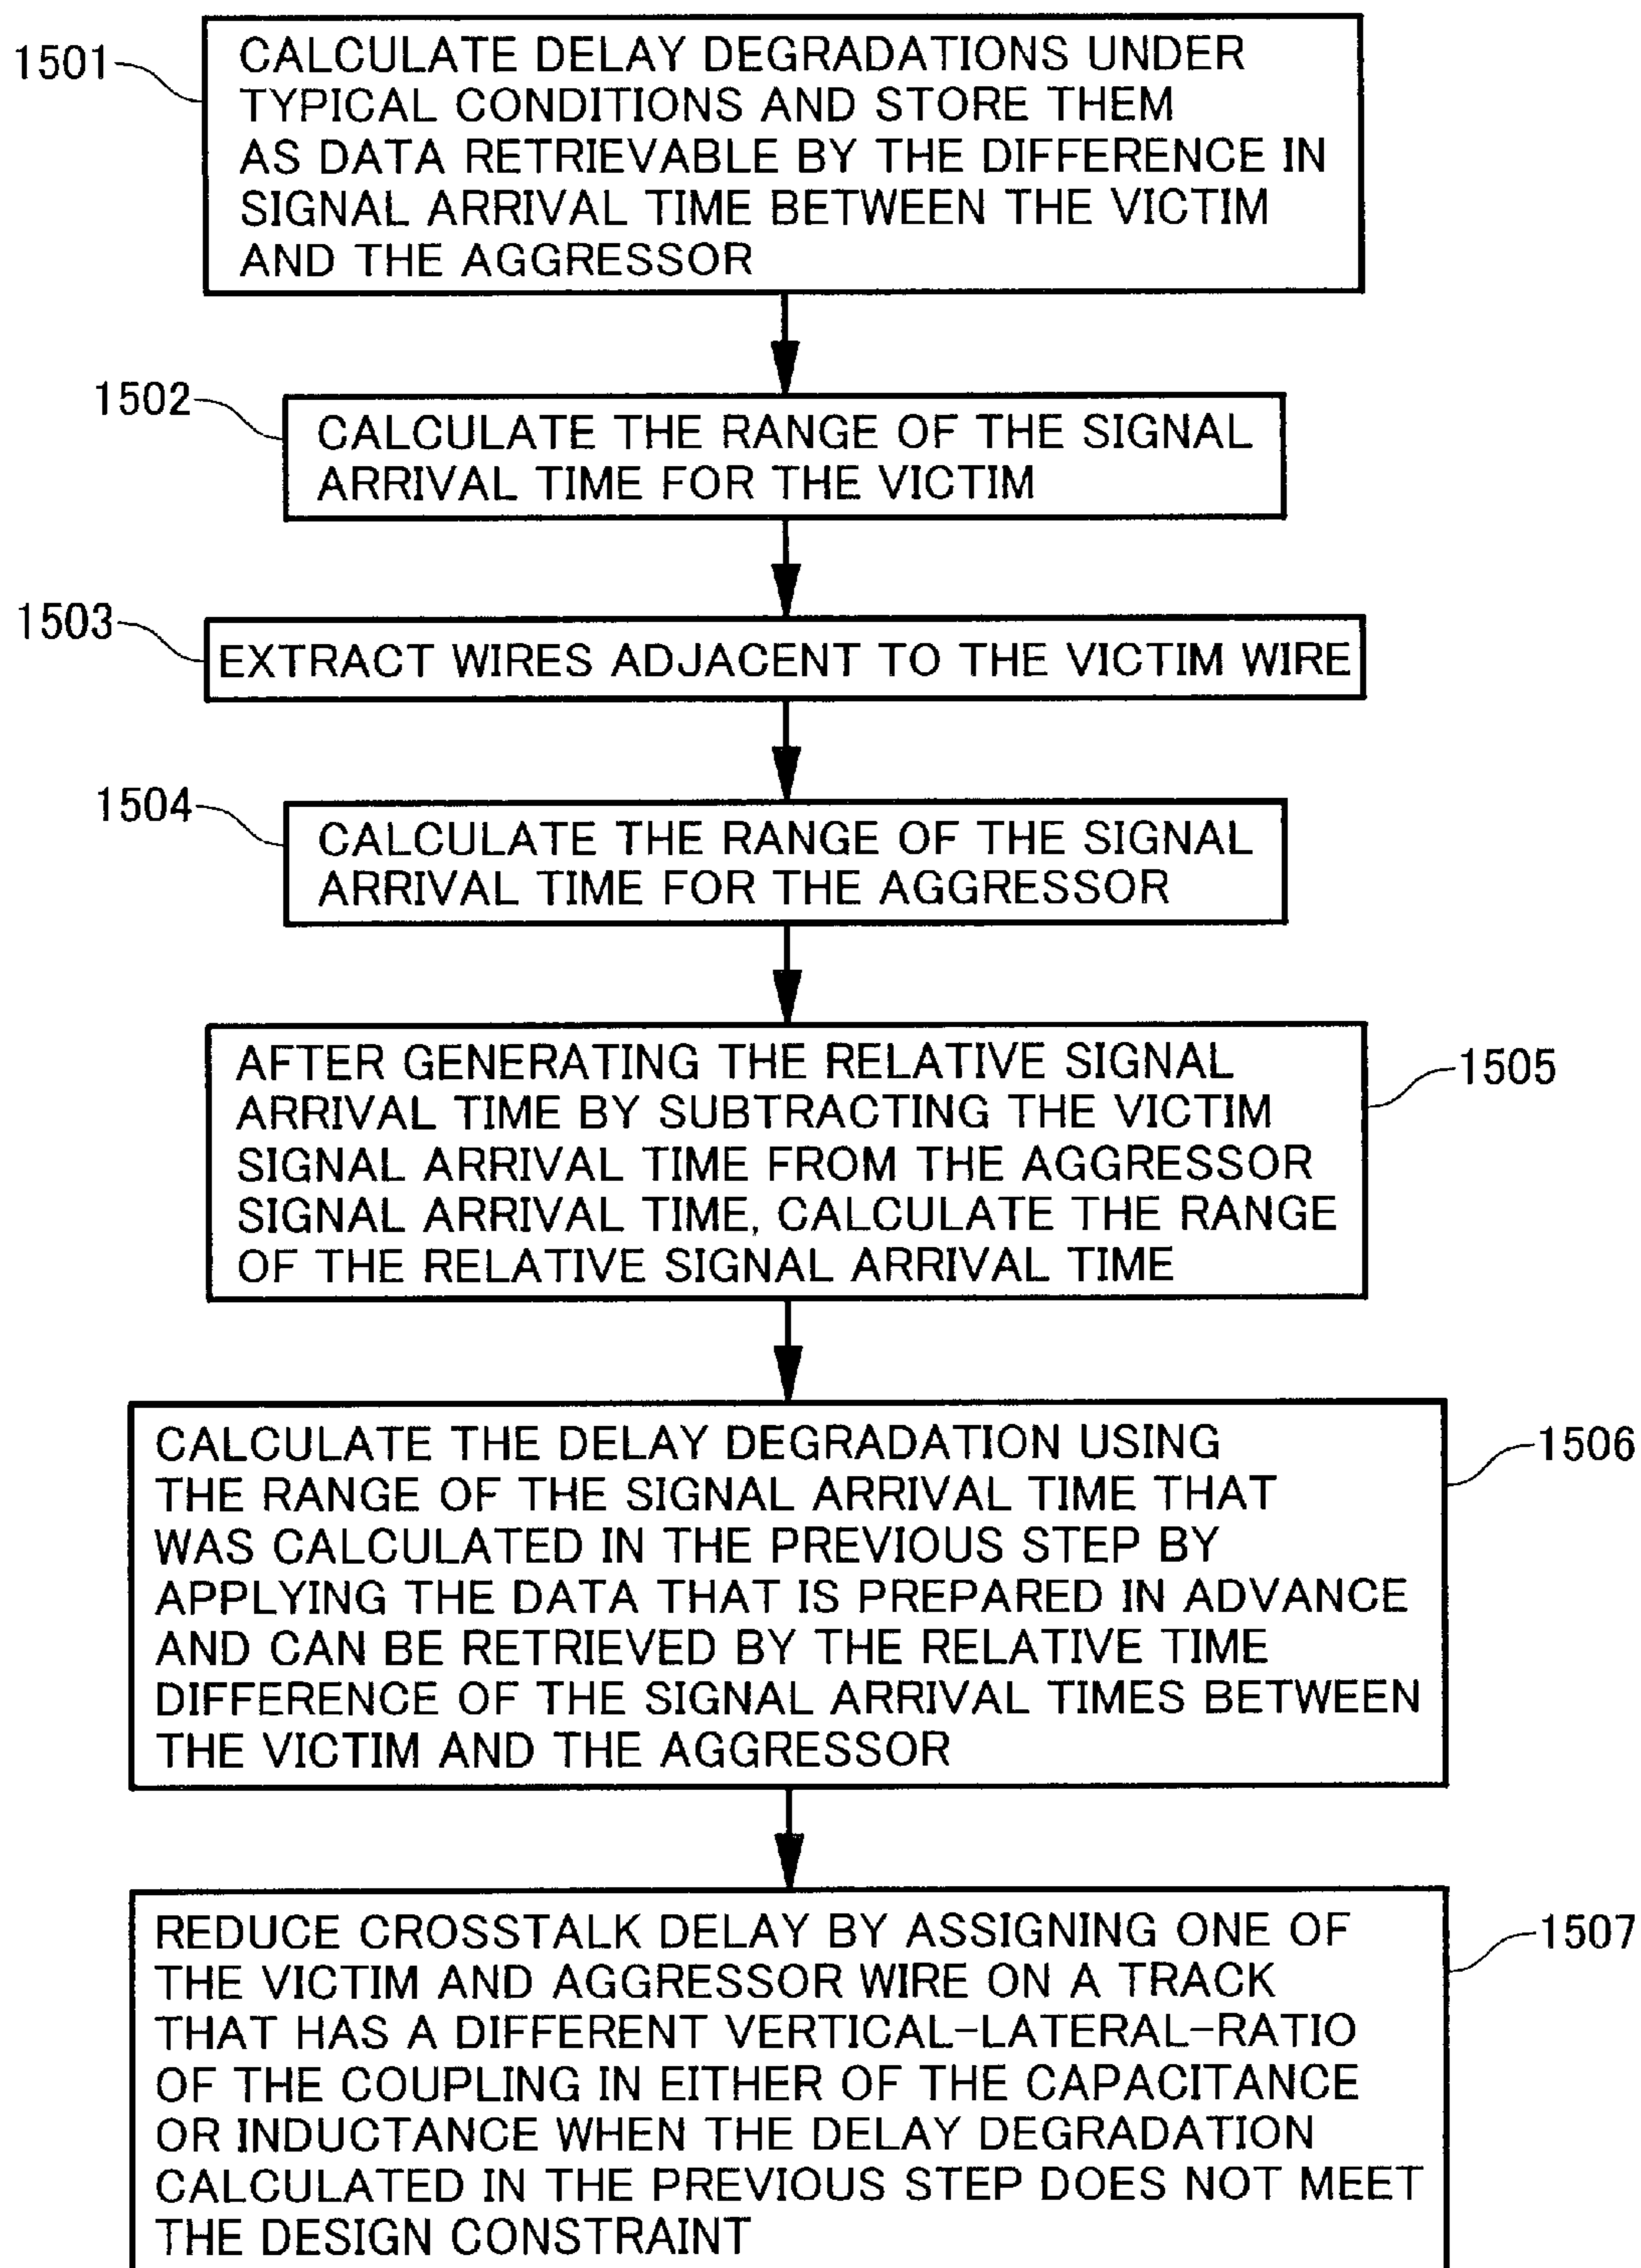 1501
CALCULATE DELAY DEGRADATIONS UNDER
TYPICAL CONDITIONS AND STORE THEM
AS DATA RETRIEVABLE BY THE DIFFERENCE IN
SIGNAL ARRIVAL TIME BETWEEN THE VICTIM
AND THE AGGRESSOR
1502
CALCULATE THE RANGE OF THE SIGNAL
ARRIVAL TIME FOR THE VICTIM
1503
EXTRACT WIRES ADJACENT TO THE VICTIM WIRE
1504
CALCULATE THE RANGE OF THE SIGNAL
ARRIVAL TIME FOR THE AGGRESSOR
1505
AFTER GENERATING THE RELATIVE SIGNAL
ARRIVAL TIME BY SUBTRACTING THE VICTIM
SIGNAL ARRIVAL TIME FROM THE AGGRESSOR
SIGNAL ARRIVAL TIME, CALCULATE THE RANGE
OF THE RELATIVE SIGNAL ARRIVAL TIME
1506
CALCULATE THE DELAY DEGRADATION USING
THE RANGE OF THE SIGNAL ARRIVAL TIME THAT
WAS CALCULATED IN THE PREVIOUS STEP BY
APPLYING THE DATA THAT IS PREPARED IN ADVANCE
AND CAN BE RETRIEVED BY THE RELATIVE TIME
DIFFERENCE OF THE SIGNAL ARRIVAL TIMES BETWEEN
THE VICTIM AND THE AGGRESSOR
1507
REDUCE CROSSTALK DELAY BY ASSIGNING ONE OF
THE VICTIM AND AGGRESSOR WIRE ON A TRACK
THAT HAS A DIFFERENT VERTICAL-LATERAL-RATIO
OF THE COUPLING IN EITHER OF THE CAPACITANCE
OR INDUCTANCE WHEN THE DELAY DEGRADATION
CALCULATED IN THE PREVIOUS STEP DOES NOT MEET
THE DESIGN CONSTRAINT